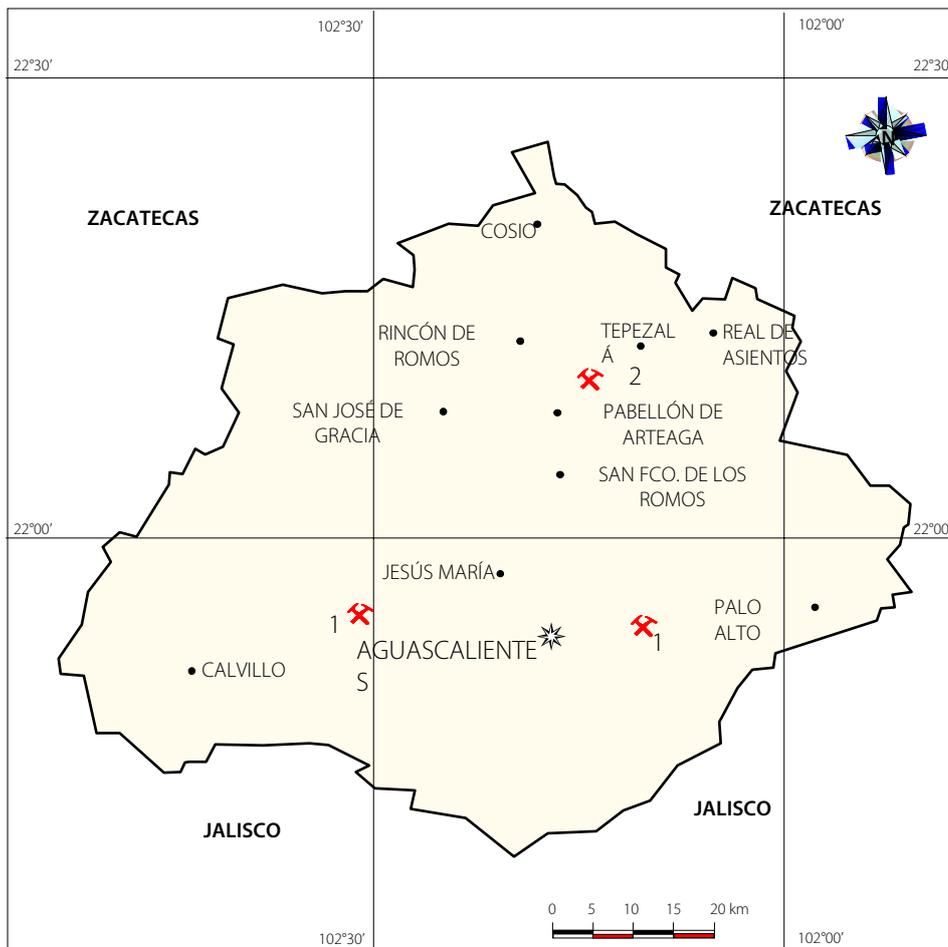 102°30’
102°00’
22°30’
22°30
N
ZACATECAS
ZACATECAS
COSIO
RINCÓN DE
ROMOS
TEPEZAL
Á
REAL DE
ASIENTOS
2
SAN JOSÉ DE
GRACIA
PABELLÓN DE
ARTEAGA
SAN FCO. DE LOS
ROMOS
22°00’
22°00
JESÚS MARÍA
PALO
ALTO
1
1
AGUASCALIENTE
S
CALVILLO
JALISCO
JALISCO
0 5 10 15 20 km
102°30’
102°00’